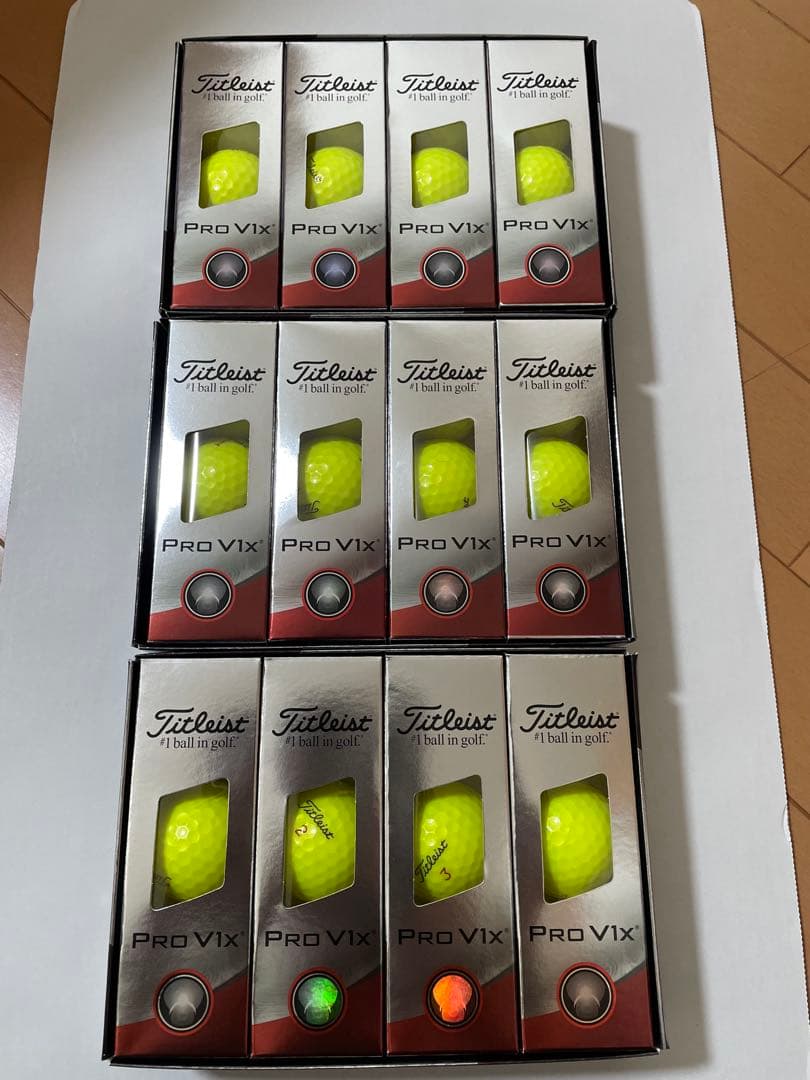 Titleist Titleist Titleist Titleist
#1 ball in golf.® #1 ball in golf.® #1 ball in golf.® #1 ball in golf.®
PRO V1x® PRO V1x® PRO V1x® PRO V1x®
Titleist Titleist Titleist Titleist
#1 ball in golf.® #1 ball in golf.® #1 ball in golf.® #1 ball in golf.®
PRO V1x® PRO V1x® PRO V1x® PRO V1x®
Titleist Titleist Titleist Titleist
#1 ball in golf.® #1 ball in golf.® #1 ball in golf.® #1 ball in golf.®
Titleist
2
Titleist
3
PRO V1x® PRO V1x® PRO V1x® PRO V1x®